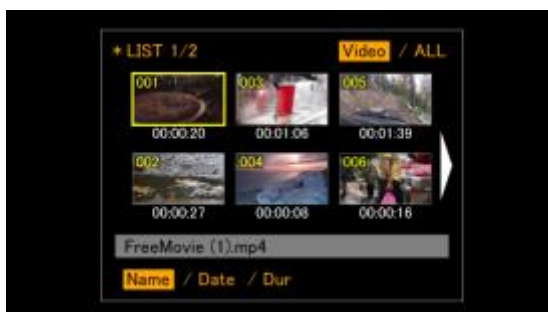 * LIST 1/2 Video / ALL
001 003 005
00:00:20 00:01:06 00:01:39
002 004 006
00:00:27 00:00:08 00:00:16
FreeMovie (1).mp4
Name / Date / Dur